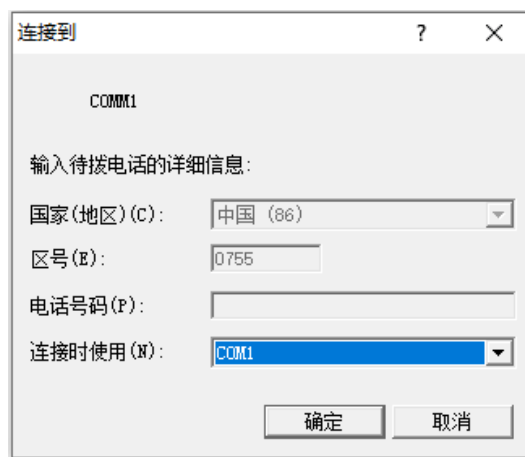 连接到
COMM1
输入待拨电话的详细信息:
国家(地区)(C): 中国 (86)
区号(E): 0755
电话号码(P):
连接时使用(N): COM1
确定 取消